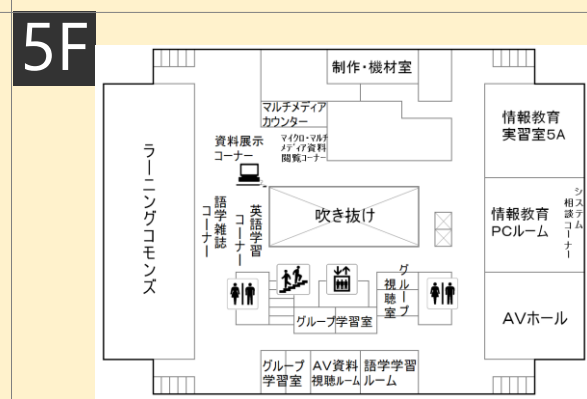 5F
制作・機材室
マルチメディア
カウンター
資料展示
コーナー
マイクロ・マルチ
メディア資料
閲覧コーナー
情報教育
実習室5A
ラーニングコモンズ
語学雑誌
コーナー
英語学習
コーナー
吹き抜け
情報教育
PCルーム
システム
相談コーナー
グループ
視聴室
グループ学習室
AVホール
グループ
学習室
AV資料
視聴ルーム
語学学習
ルーム